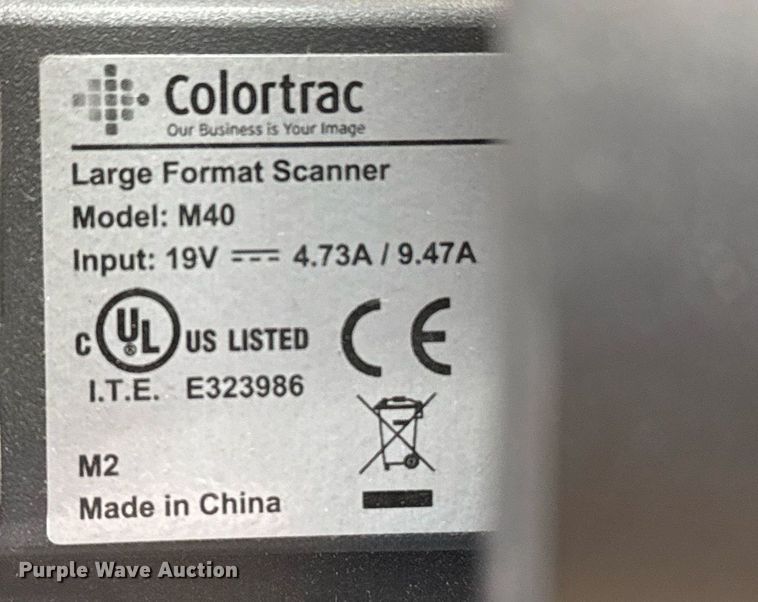 Colortrac
Our Business is Your Image
Large Format Scanner
Model: M40
Input: 19V ⎓ 4.73A / 9.47A
C UL ® US LISTED CE
I.T.E. E323986
M2
Made in China
Purple Wave Auction